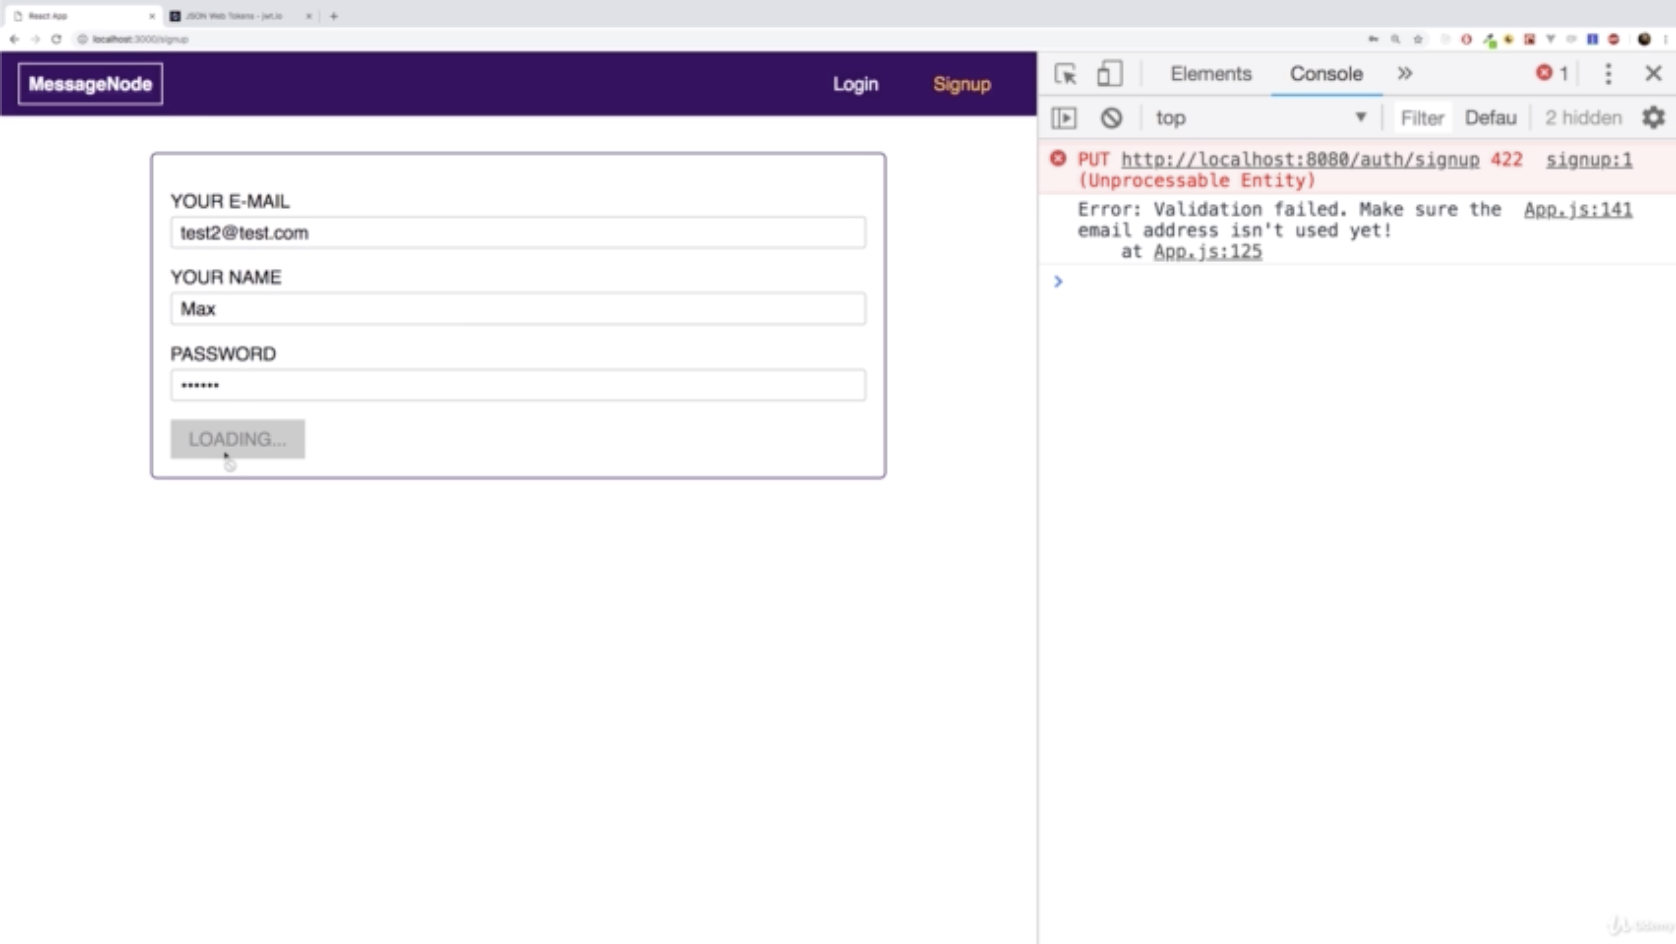 React App
JSON Web Tokens - jwt.io
localhost:3000/signup
MessageNode
Login
Signup
YOUR E-MAIL
test2@test.com
YOUR NAME
Max
PASSWORD
••••••
LOADING...
Elements
Console
1
top
Filter
Defau
2 hidden
PUT http://localhost:8080/auth/signup 422 signup:1
(Unprocessable Entity)
Error: Validation failed. Make sure the App.js:141
email address isn't used yet!
at App.js:125
Udemy